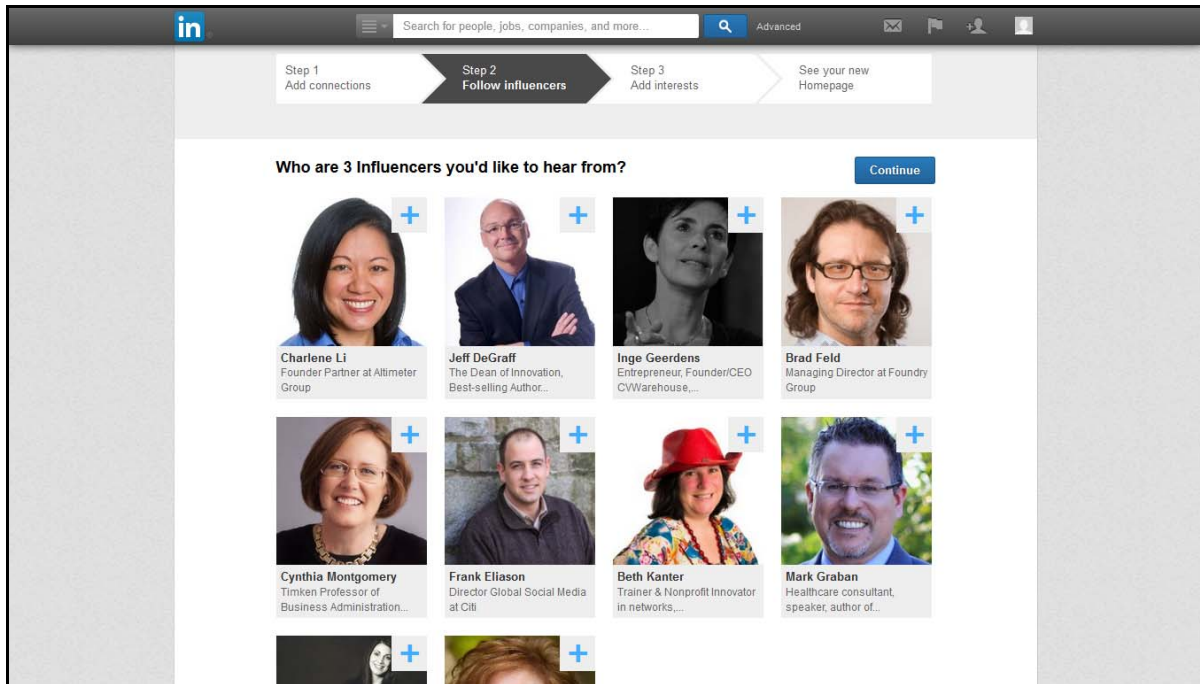 in
Search for people, jobs, companies, and more...
Advanced
Step 1
Add connections
Step 2
Follow influencers
Step 3
Add interests
See your new
Homepage
Who are 3 Influencers you'd like to hear from?
Continue
Charlene Li
Founder Partner at Altimeter
Group
Jeff DeGraff
The Dean of Innovation,
Best-selling Author...
Inge Geerdens
Entrepreneur, Founder/CEO
CVWarehouse,...
Brad Feld
Managing Director at Foundry
Group
Cynthia Montgomery
Timken Professor of
Business Administration...
Frank Eliason
Director Global Social Media
at Citi
Beth Kanter
Trainer & Nonprofit Innovator
in networks,...
Mark Graban
Healthcare consultant,
speaker, author of...